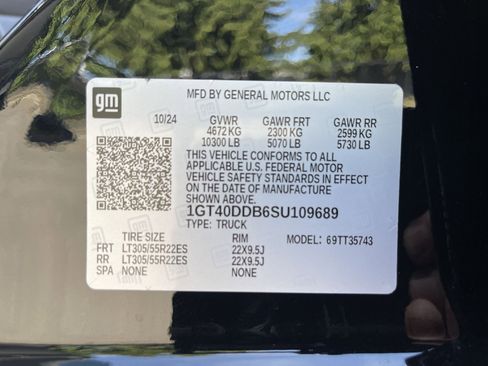 MFD BY GENERAL MOTORS LLC
gm
10/24 GVWR GAWR FRT GAWR RR
4672 KG 2300 KG 2599 KG
10300 LB 5070 LB 5730 LB
THIS VEHICLE CONFORMS TO ALL
APPLICABLE U.S. FEDERAL MOTOR
VEHICLE SAFETY STANDARDS IN EFFECT
ON THE DATE OF MANUFACTURE
SHOWN ABOVE.
1GT40DDB6SU109689
TYPE: TRUCK
TIRE SIZE RIM MODEL: 69TT35743
FRT LT305/55R22ES 22X9.5J
RR LT305/55R22ES 22X9.5J
SPA NONE NONE